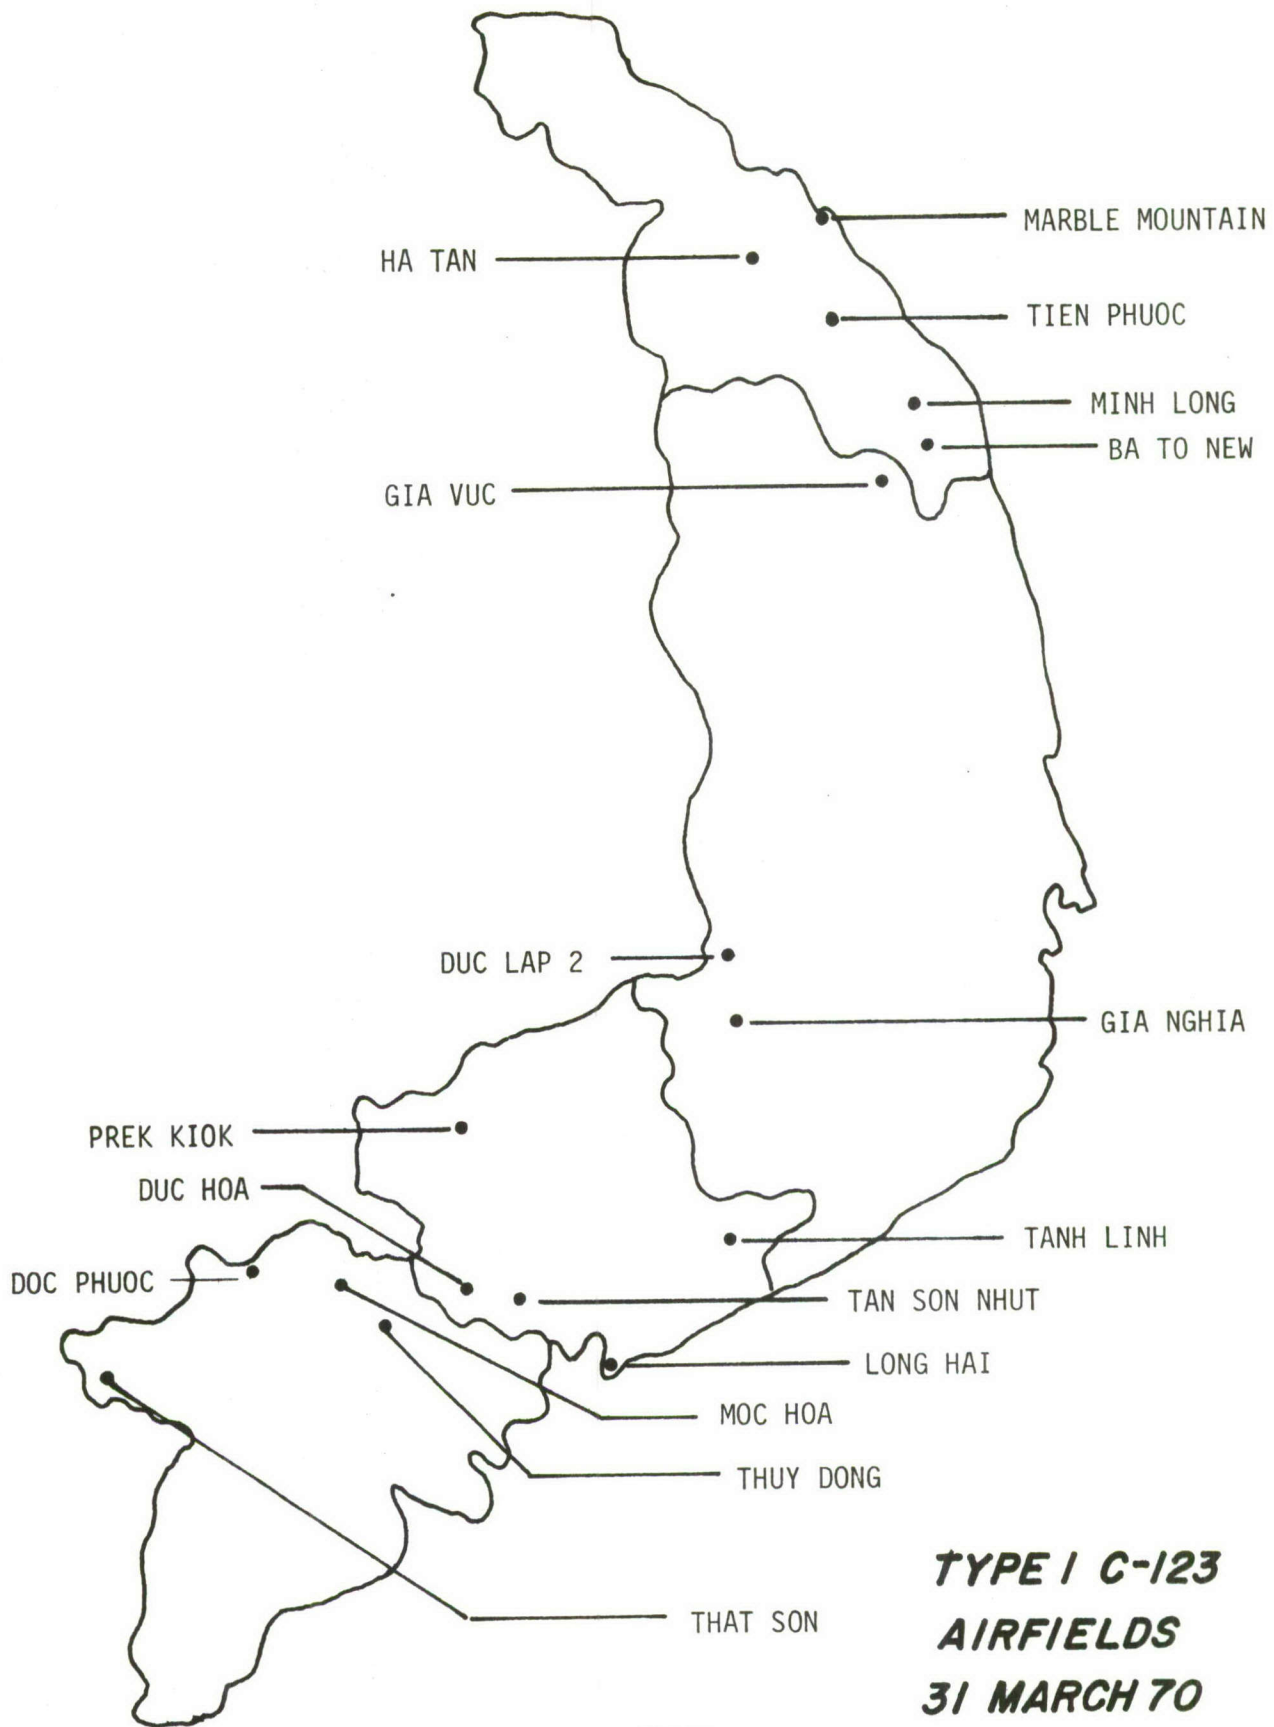 MARBLE MOUNTAIN
HA TAN
TIEN PHUOC
MINH LONG
BA TO NEW
GIA VUC
DUC LAP 2
GIA NGHIA
PREK KIOK
DUC HOA
TANH LINH
DOC PHUOC
TAN SON NHUT
LONG HAI
MOC HOA
THUY DONG
THAT SON
TYPE I C-123
AIRFIELDS
31 MARCH 70